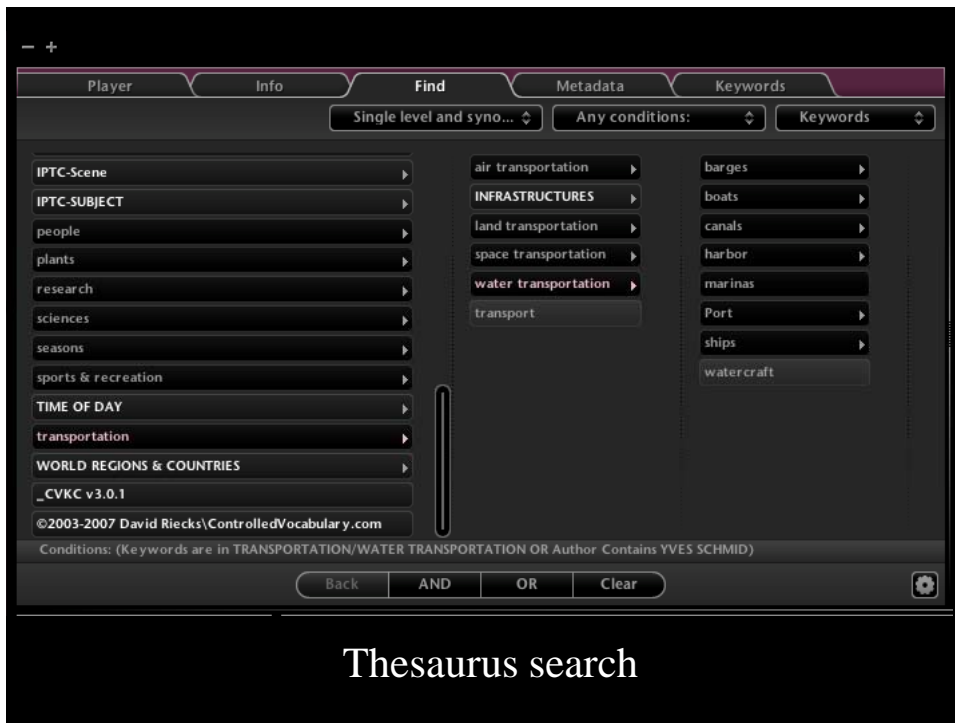 − +
Player Info Find Metadata Keywords
Single level and syno... Any conditions: Keywords
IPTC-Scene
IPTC-SUBJECT
people
plants
research
sciences
seasons
sports & recreation
TIME OF DAY
transportation
WORLD REGIONS & COUNTRIES
_CVKC v3.0.1
©2003-2007 David Riecks\ControlledVocabulary.com
air transportation
INFRASTRUCTURES
land transportation
space transportation
water transportation
transport
barges
boats
canals
harbor
marinas
Port
ships
watercraft
Conditions: (Keywords are in TRANSPORTATION/WATER TRANSPORTATION OR Author Contains YVES SCHMID)
Back AND OR Clear
Thesaurus search